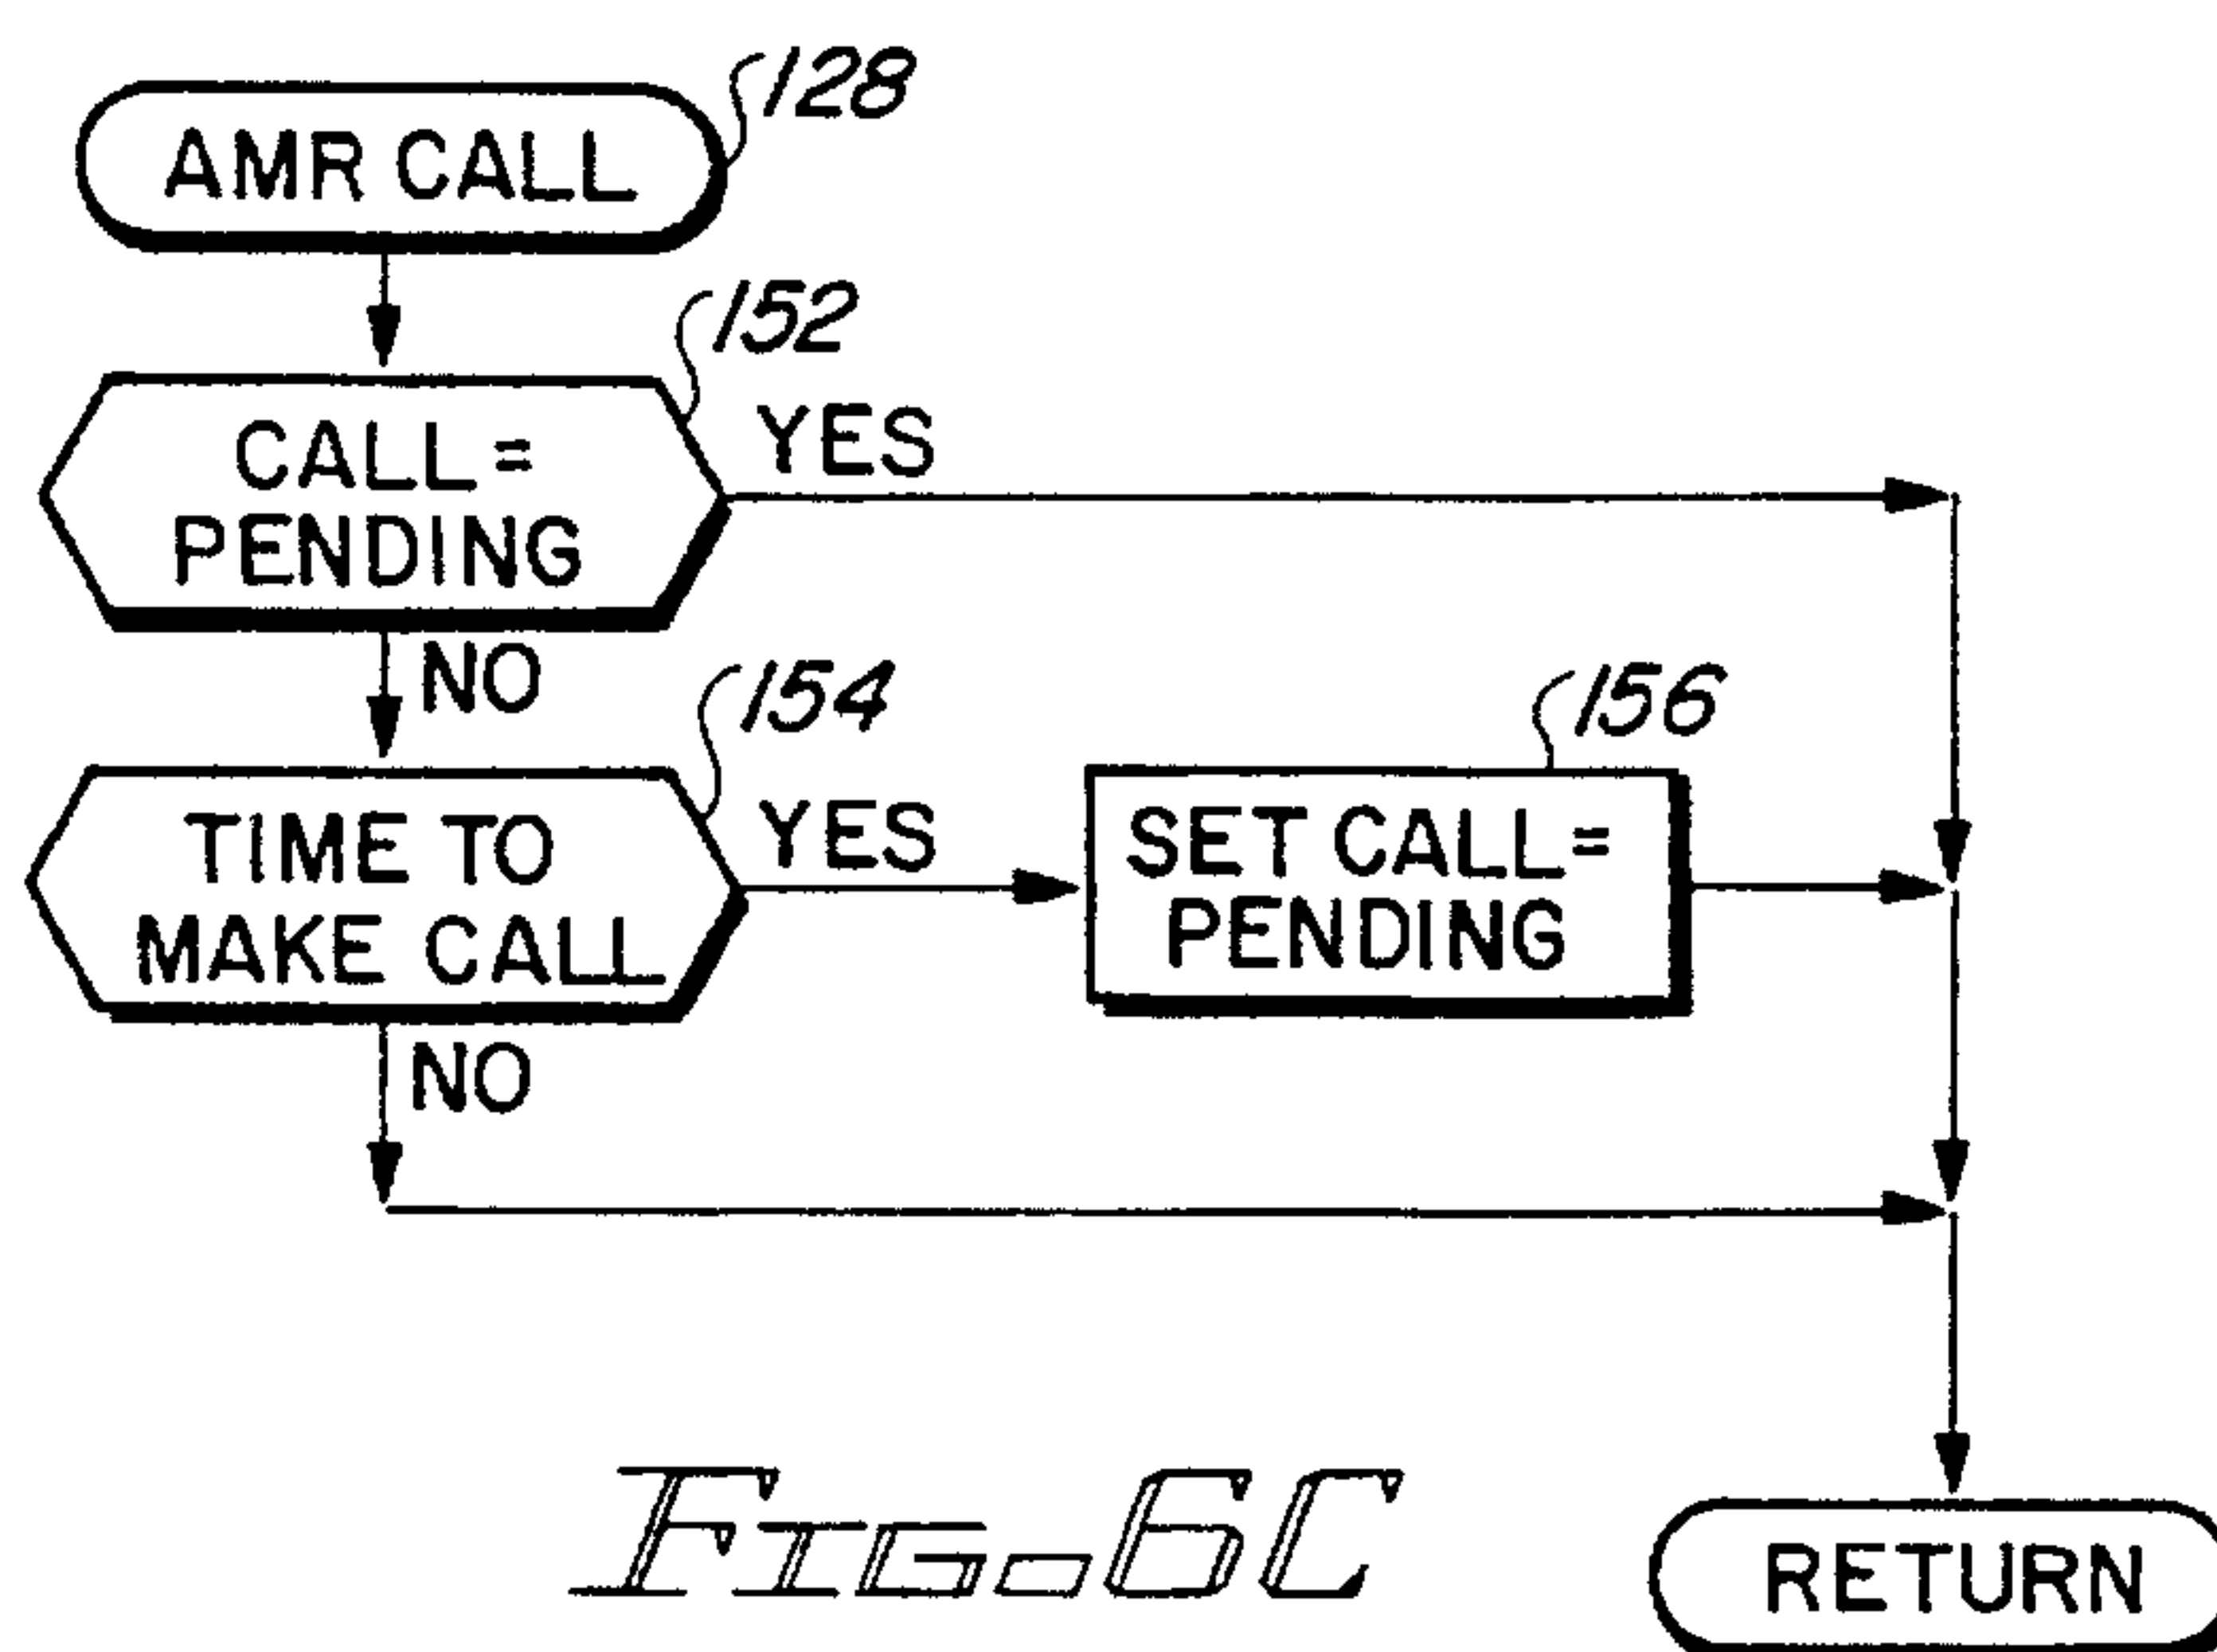 128
AMR CALL
152
CALL =
PENDING
YES
NO
154
156
TIME TO
MAKE CALL
YES
SET CALL=
PENDING
NO
FIG-6C
RETURN